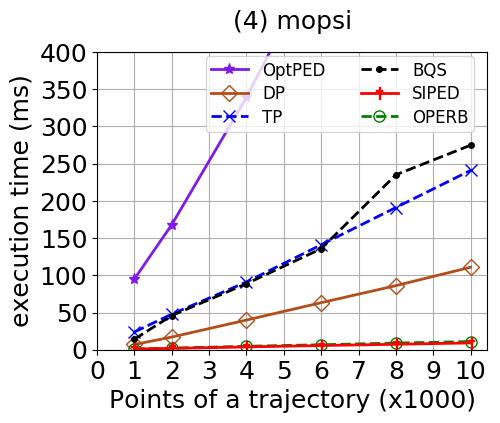 (4) mopsi
execution time (ms)
400
350
300
250
200
150
100
50
0
OptPED
DP
TP
BQS
SIPED
OPERB
0 1 2 3 4 5 6 7 8 9 10
Points of a trajectory (x1000)